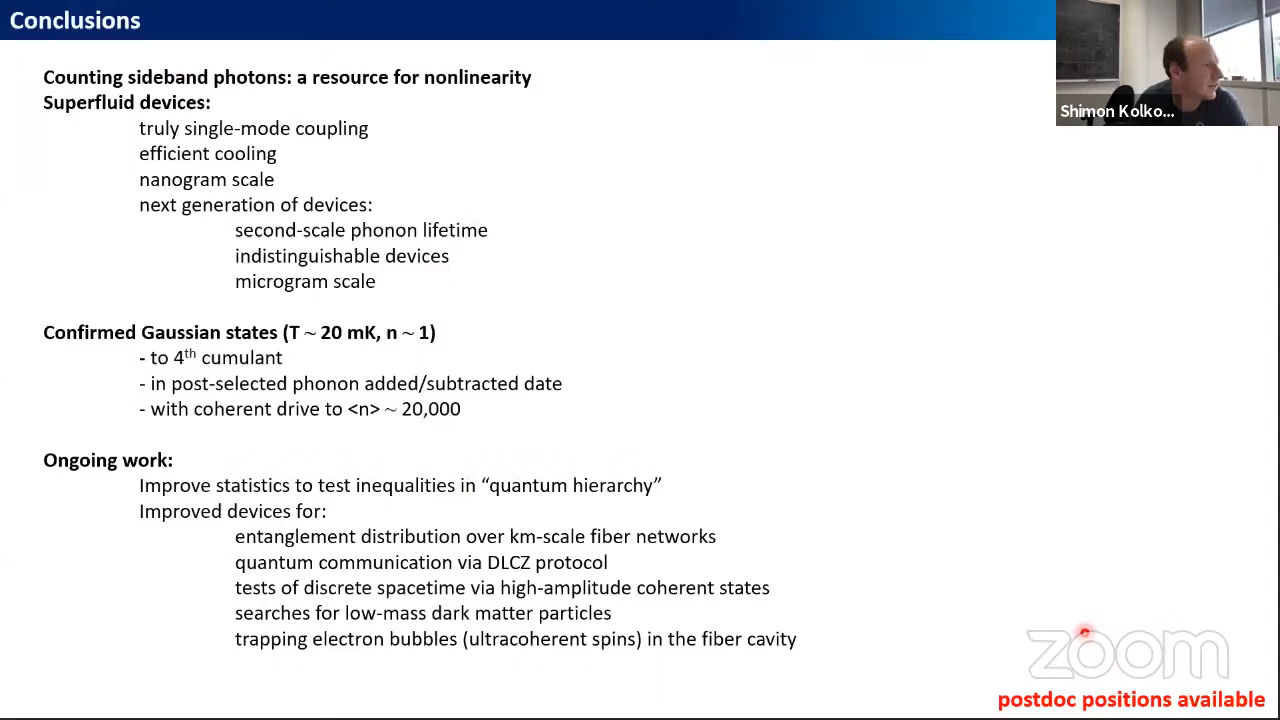 Conclusions
Shimon Kolko...
Counting sideband photons: a resource for nonlinearity
Superfluid devices:
truly single-mode coupling
efficient cooling
nanogram scale
next generation of devices:
second-scale phonon lifetime
indistinguishable devices
microgram scale
Confirmed Gaussian states (T ~ 20 mK, n ~ 1)
- to 4th cumulant
- in post-selected phonon added/subtracted date
- with coherent drive to <n> ~ 20,000
Ongoing work:
Improve statistics to test inequalities in “quantum hierarchy”
Improved devices for:
entanglement distribution over km-scale fiber networks
quantum communication via DLCZ protocol
tests of discrete spacetime via high-amplitude coherent states
searches for low-mass dark matter particles
trapping electron bubbles (ultracoherent spins) in the fiber cavity
zoom
postdoc positions available